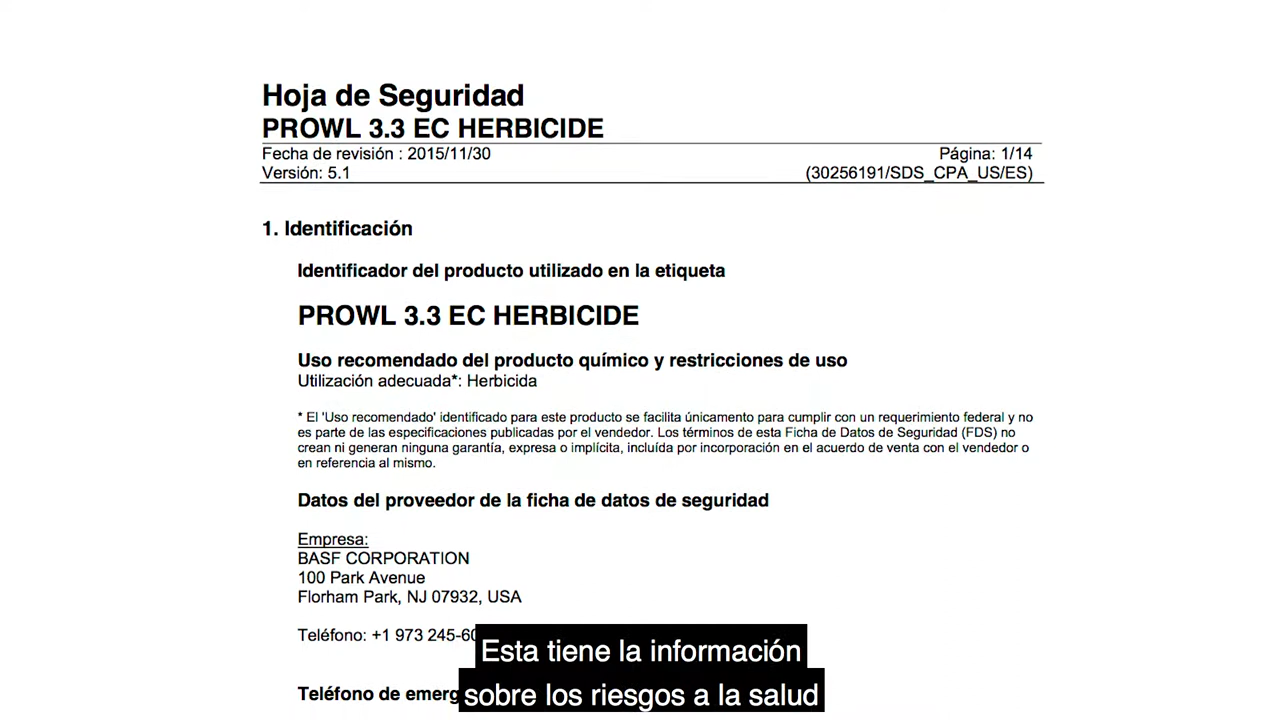 Hoja de Seguridad
PROWL 3.3 EC HERBICIDE
Fecha de revisión : 2015/11/30
Página: 1/14
Versión: 5.1
(30256191/SDS_CPA_US/ES)
1. Identificación
Identificador del producto utilizado en la etiqueta
PROWL 3.3 EC HERBICIDE
Uso recomendado del producto químico y restricciones de uso
Utilización adecuada*: Herbicida
* El 'Uso recomendado' identificado para este producto se facilita únicamento para cumplir con un requerimiento federal y no
es parte de las especificaciones publicadas por el vendedor. Los términos de esta Ficha de Datos de Seguridad (FDS) no
crean ni generan ninguna garantía, expresa o implícita, incluída por incorporación en el acuerdo de venta con el vendedor o
en referencia al mismo.
Datos del proveedor de la ficha de datos de seguridad
Empresa:
BASF CORPORATION
100 Park Avenue
Florham Park, NJ 07932, USA
Teléfono: +1 973 245-60
Teléfono de emerg
Esta tiene la información
sobre los riesgos a la salud